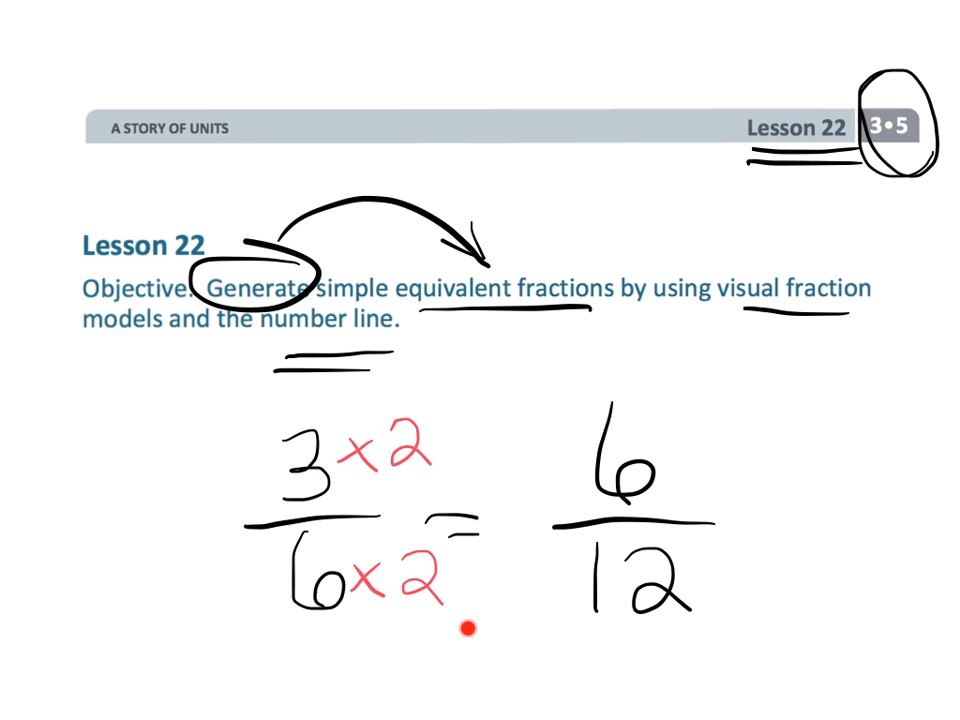 A STORY OF UNITS Lesson 22 3•5
Lesson 22
Objective: Generate simple equivalent fractions by using visual fraction
models and the number line.
3 × 2 6
=
6 × 2 12